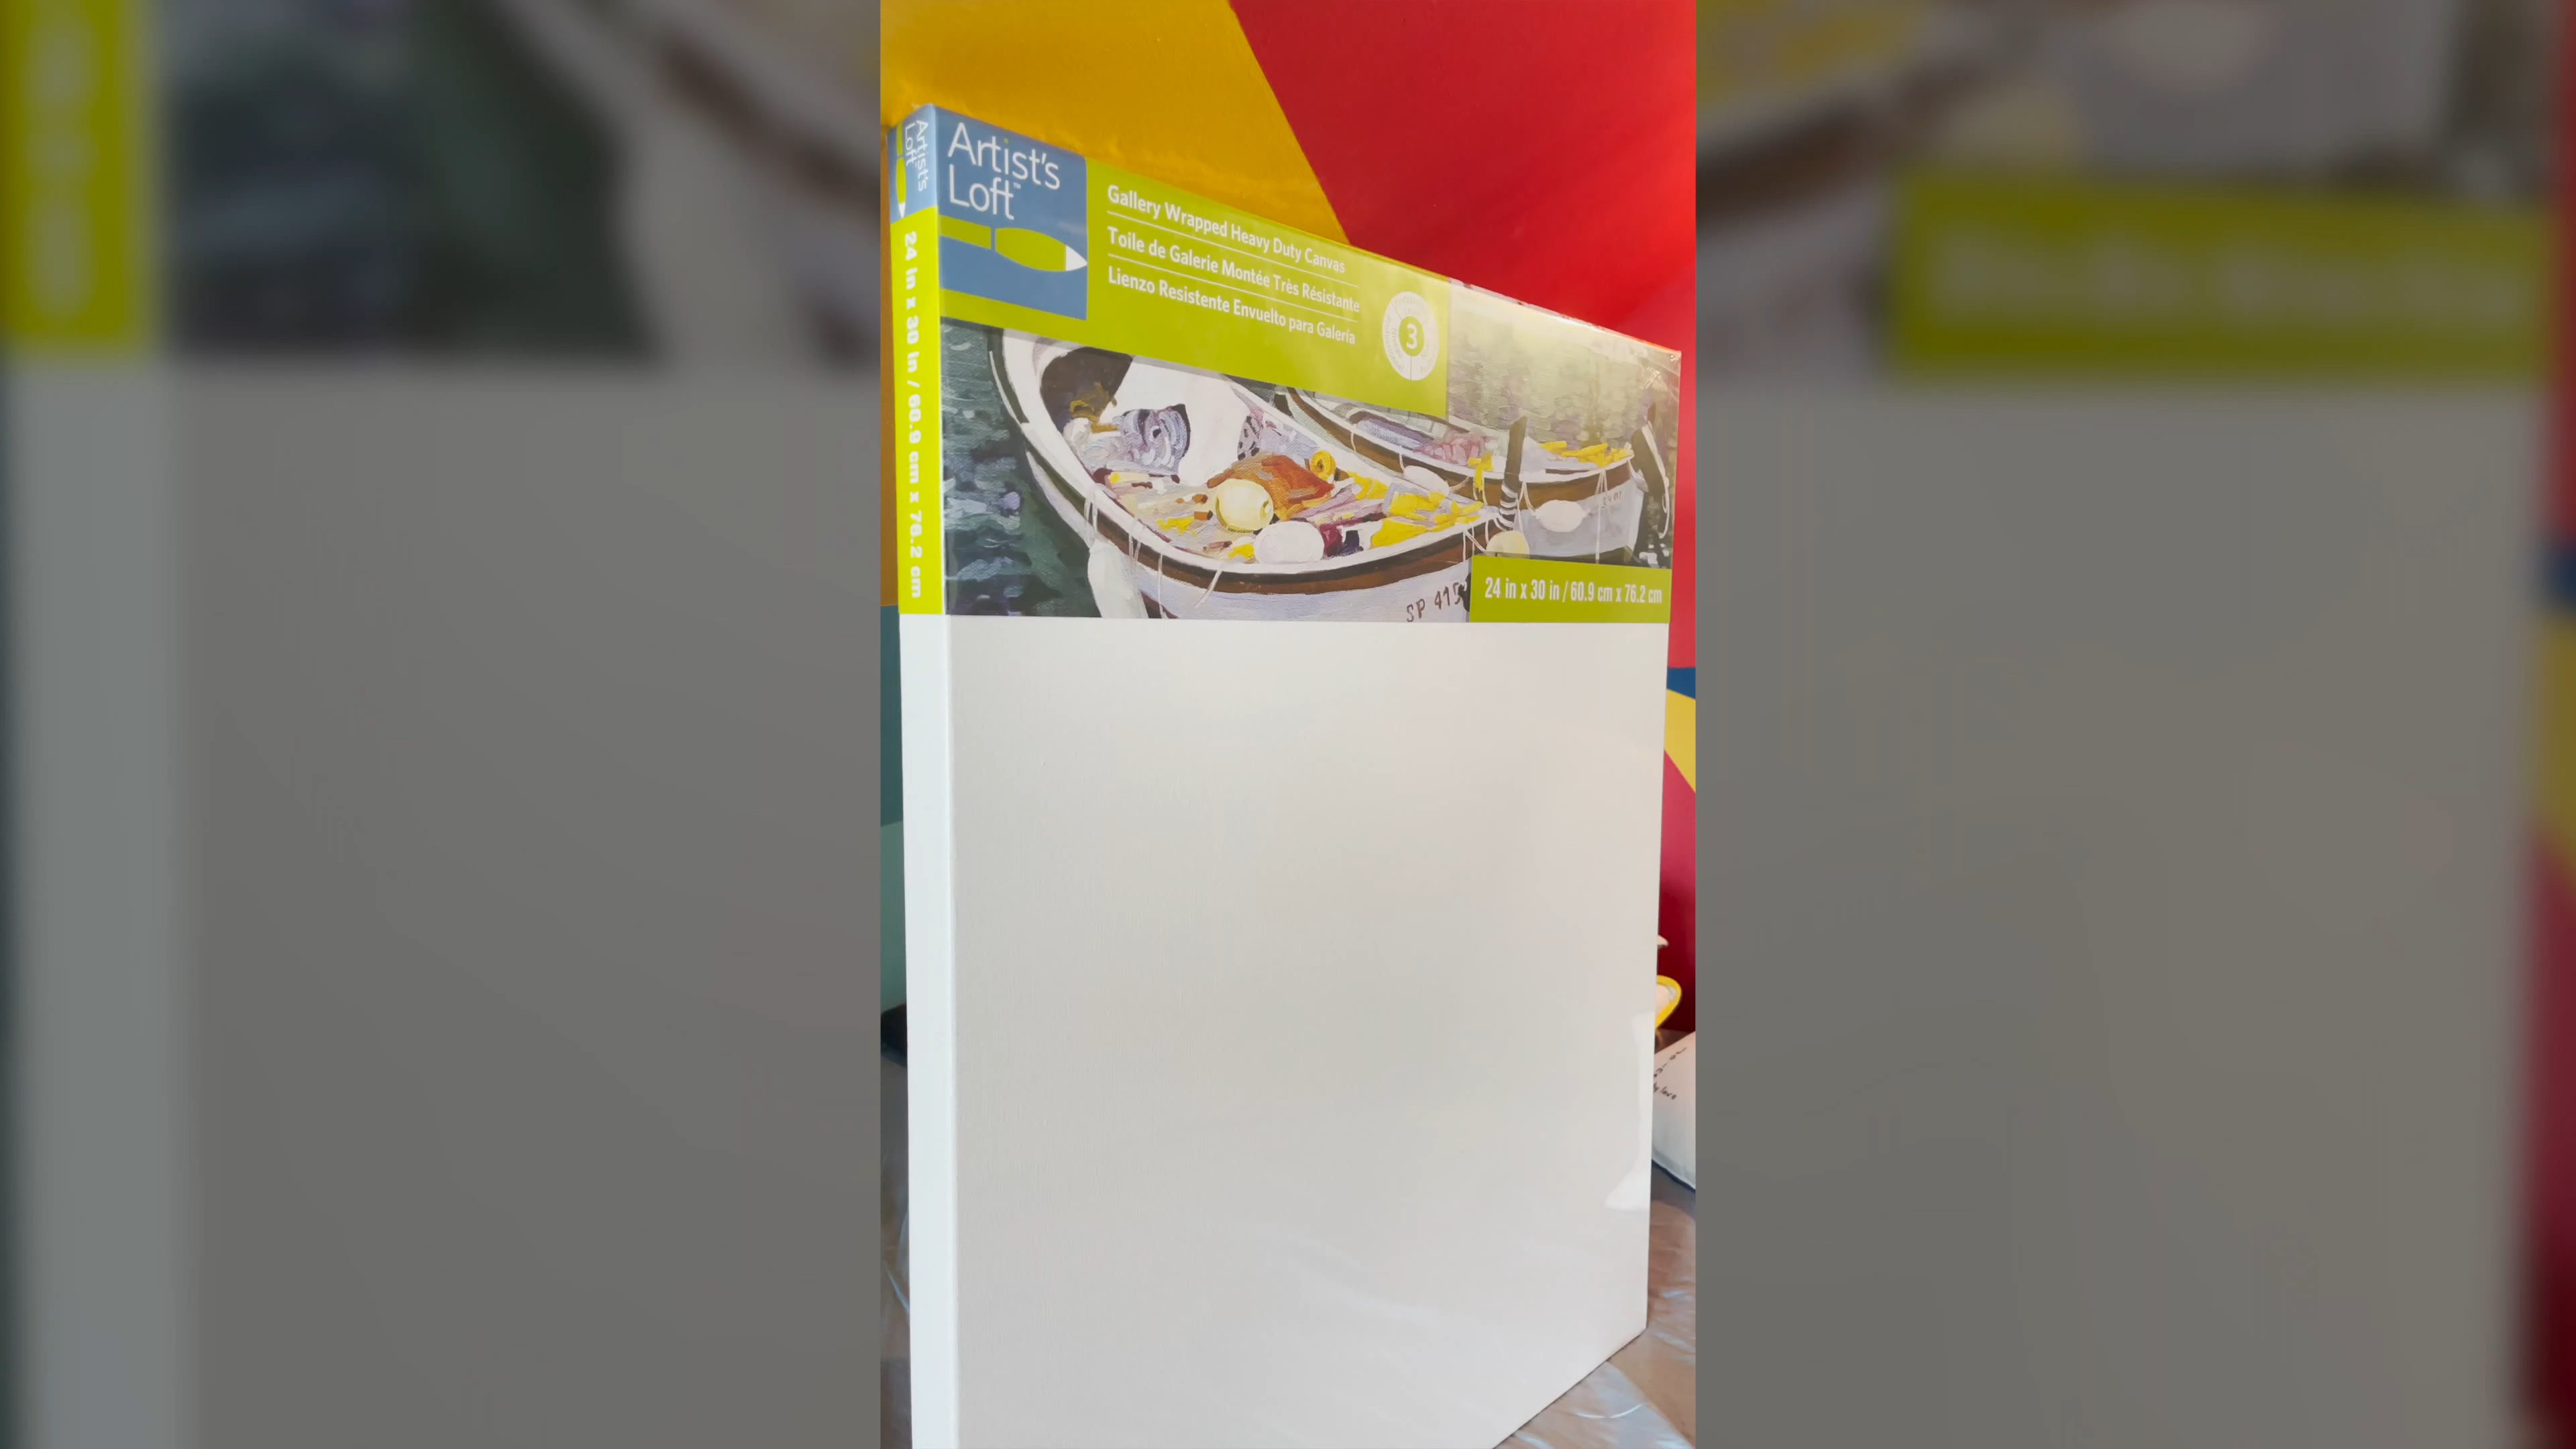 Artist's
Loft
24 in x 30 in / 60.9 cm x 76.2 cm
Artist's
Loft™
Gallery Wrapped Heavy Duty Canvas
Toile de Galerie Montée Très Résistante
Lienzo Resistente Envuelto para Galería
3
SP 415
24 in x 30 in / 60.9 cm x 76.2 cm